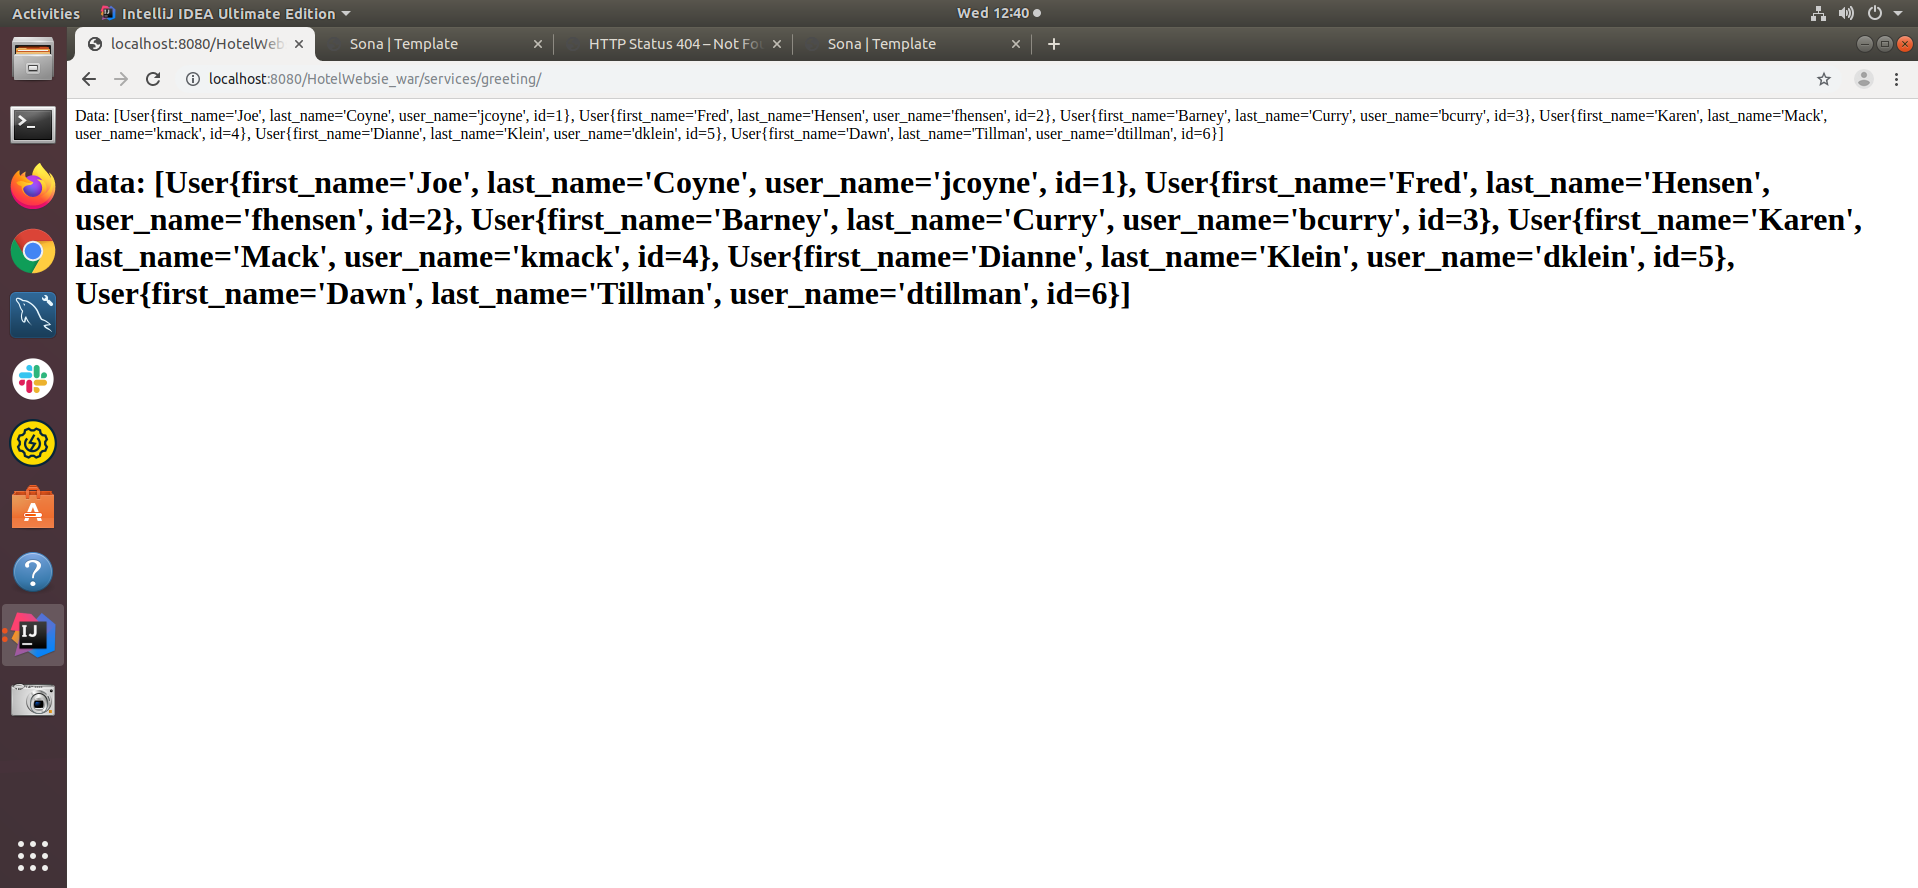 Activities IntelliJ IDEA Ultimate Edition Wed 12:40
localhost:8080/HotelWeb Sona | Template HTTP Status 404 – Not Fou Sona | Template
localhost:8080/HotelWebsie_war/services/greeting/
Data: [User{first_name='Joe', last_name='Coyne', user_name='jcoyne', id=1}, User{first_name='Fred', last_name='Hensen', user_name='fhensen', id=2}, User{first_name='Barney', last_name='Curry', user_name='bcurry', id=3}, User{first_name='Karen', last_name='Mack',
user_name='kmack', id=4}, User{first_name='Dianne', last_name='Klein', user_name='dklein', id=5}, User{first_name='Dawn', last_name='Tillman', user_name='dtillman', id=6}]
data: [User{first_name='Joe', last_name='Coyne', user_name='jcoyne', id=1}, User{first_name='Fred', last_name='Hensen',
user_name='fhensen', id=2}, User{first_name='Barney', last_name='Curry', user_name='bcurry', id=3}, User{first_name='Karen',
last_name='Mack', user_name='kmack', id=4}, User{first_name='Dianne', last_name='Klein', user_name='dklein', id=5},
User{first_name='Dawn', last_name='Tillman', user_name='dtillman', id=6}]
IJ